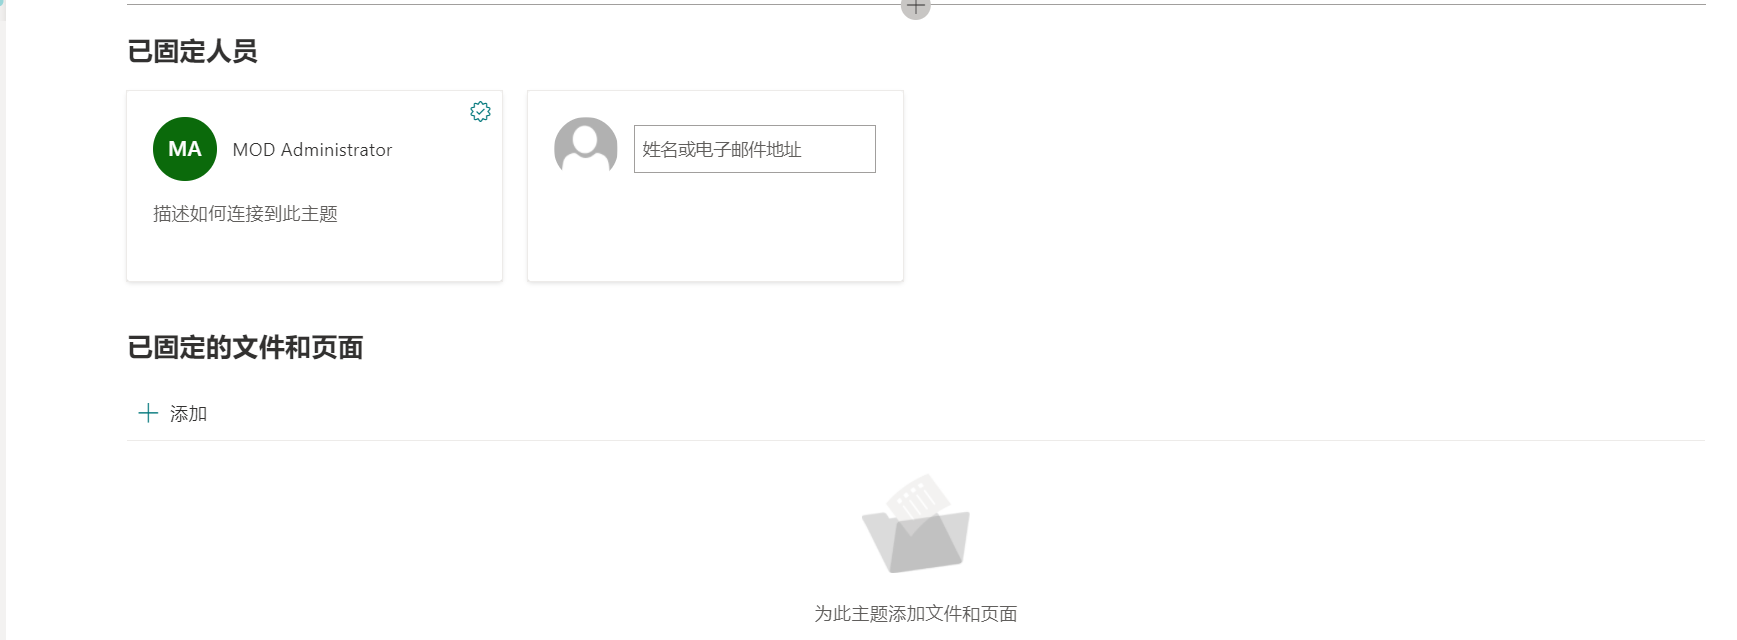 已固定人员
MA
MOD Administrator
描述如何连接到此主题
姓名或电子邮件地址
已固定的文件和页面
添加
为此主题添加文件和页面